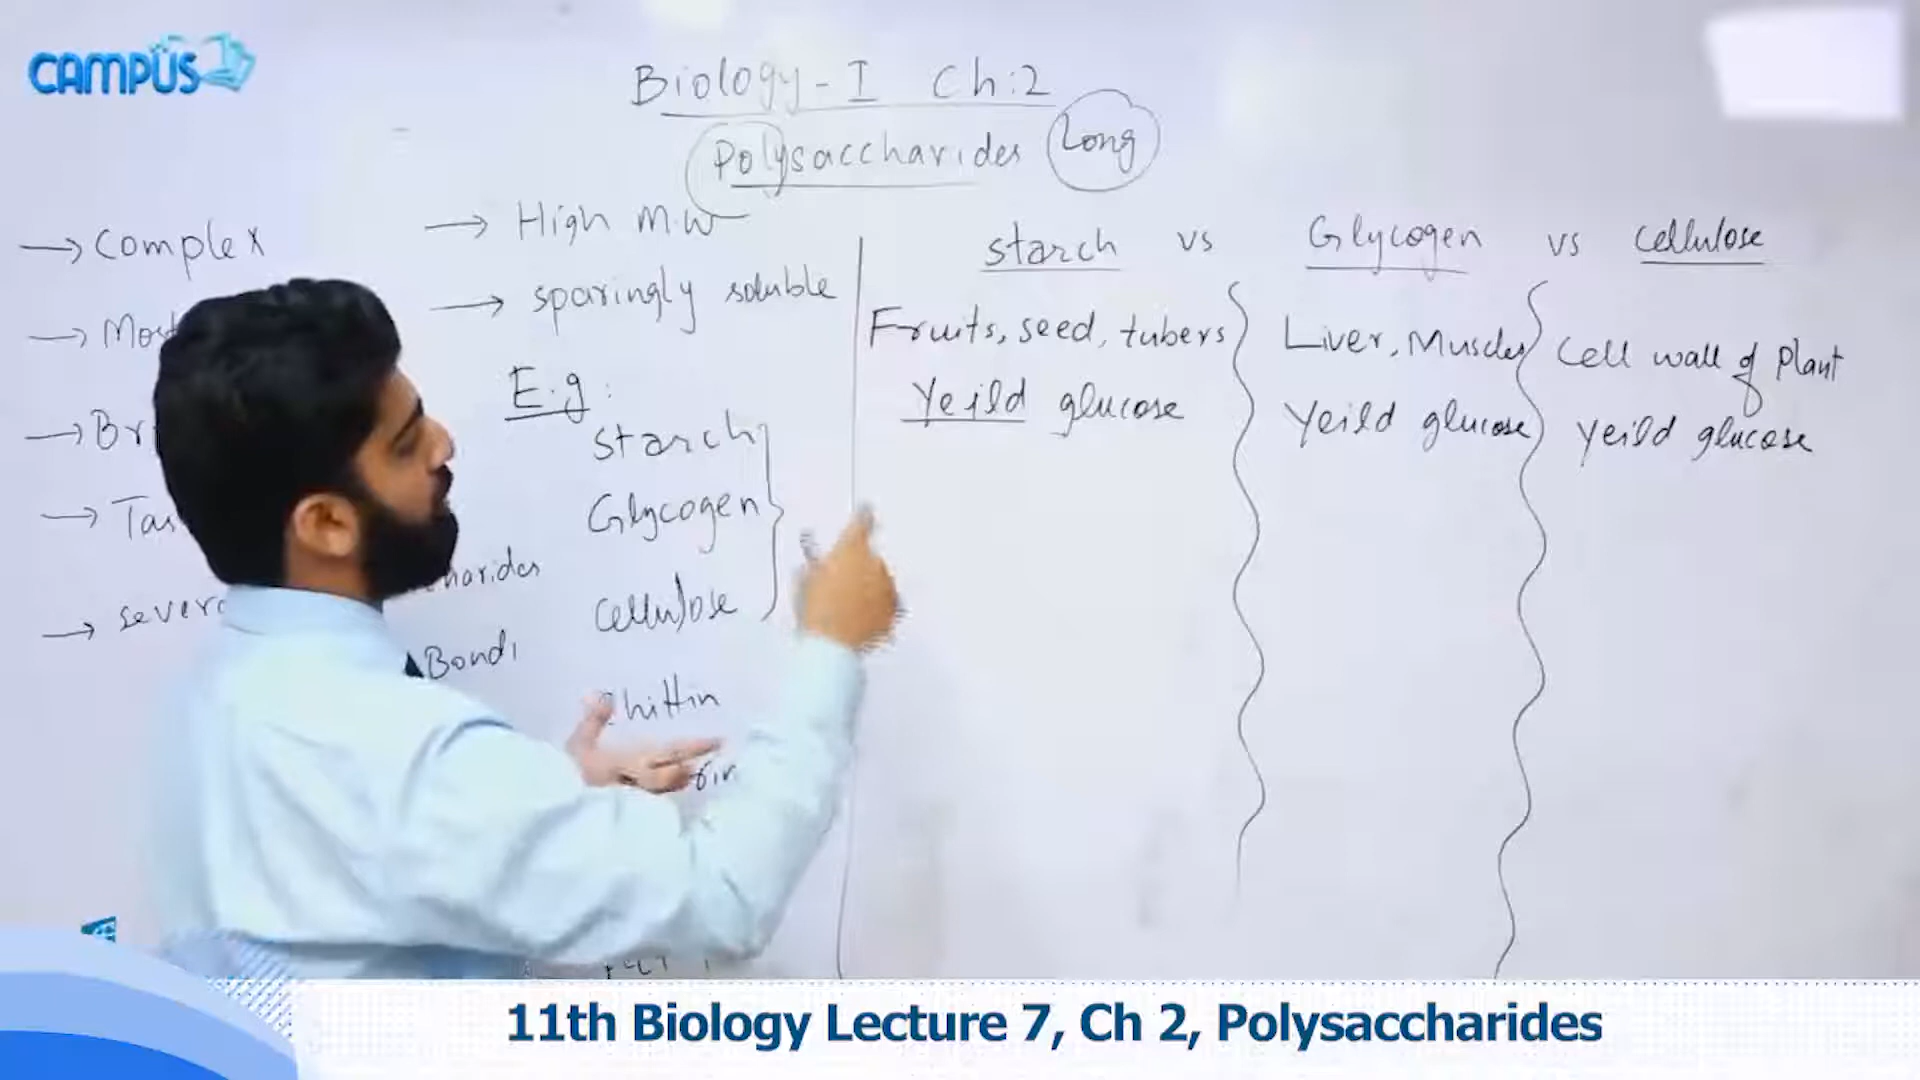 CAMPUS
Biology-I Ch:2
Polysaccharides Long
→ Complex
→ High M.W
→ sparingly soluble
E.g:
starch
Glycogen
cellulose
Bond
starch vs Glycogen vs cellulose
Fruits, seed, tubers
Yeild glucose
Liver, Muscles
Yeild glucose
Cell wall of Plant
Yeild glucose
11th Biology Lecture 7, Ch 2, Polysaccharides